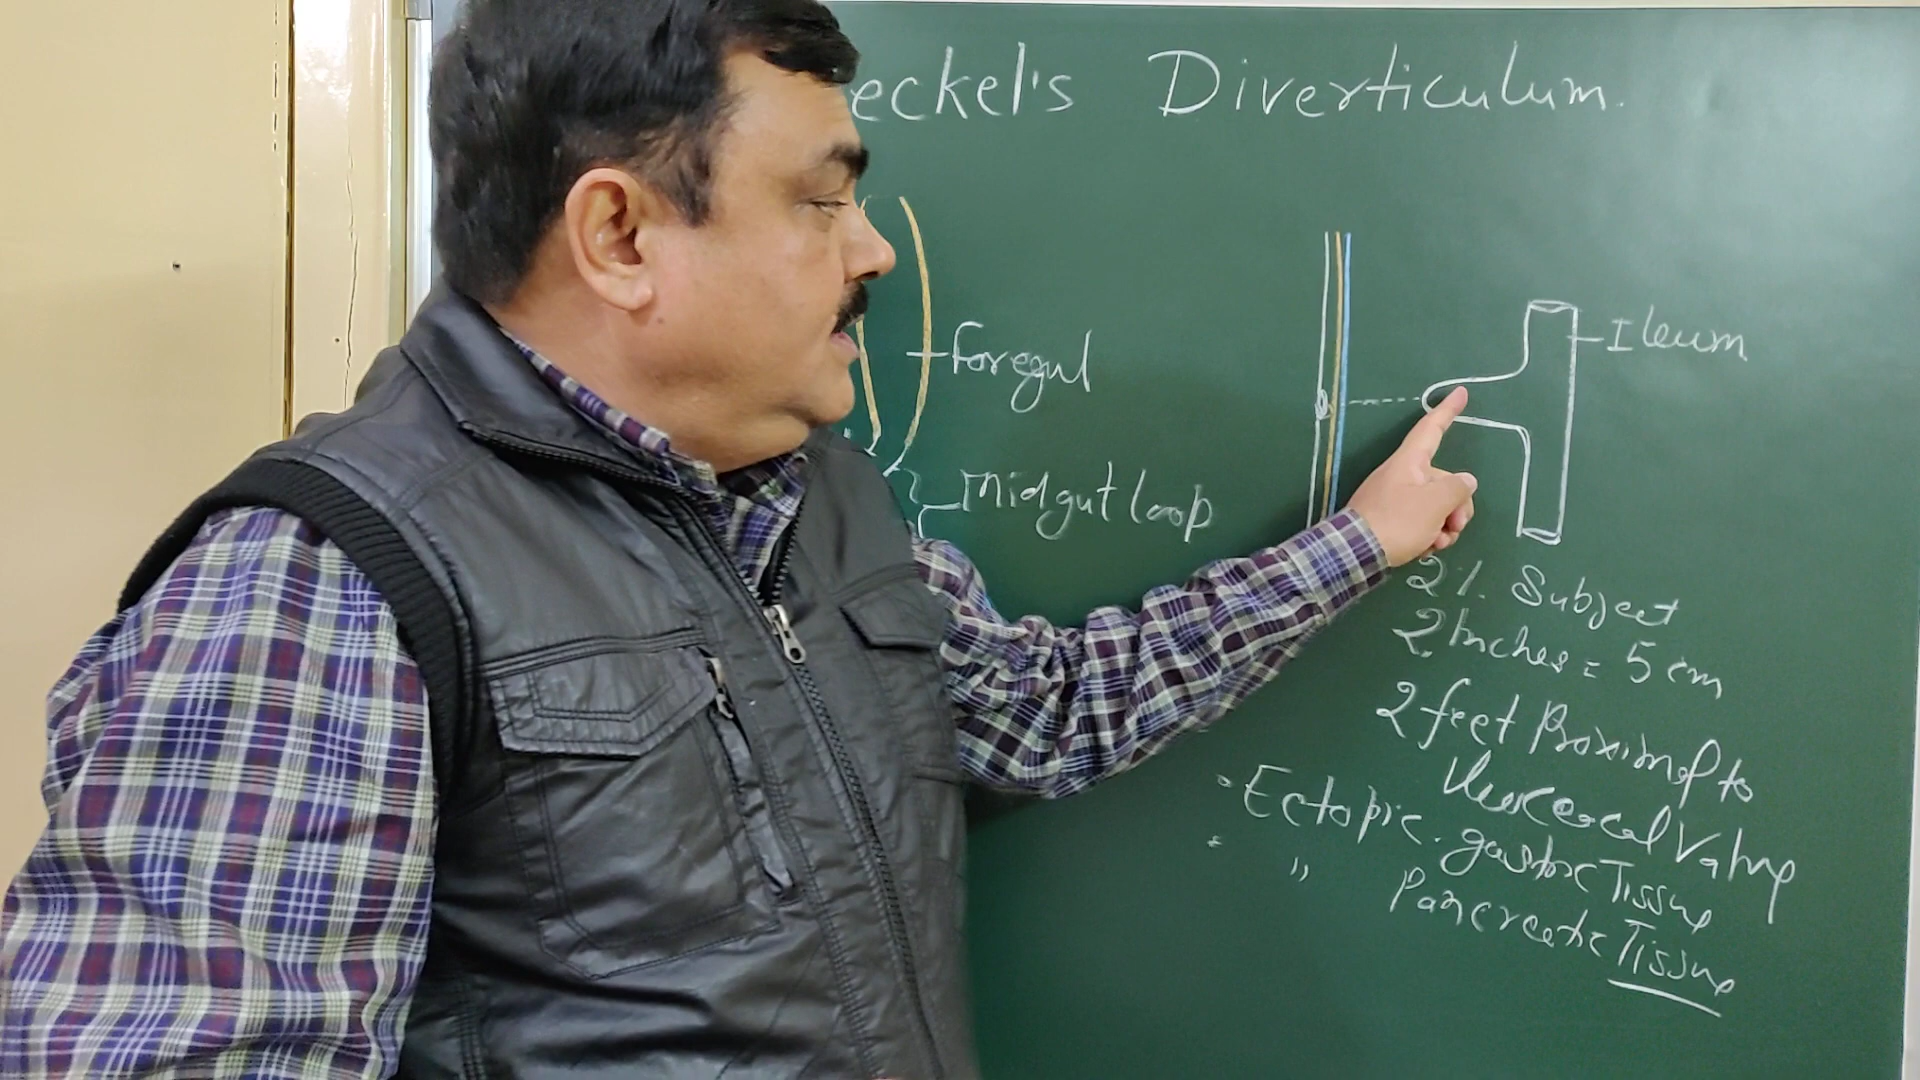 eckel's Diverticulum.
Foregut
Midgut loop
Ileum
2%. Subject
2 Inches = 5 cm
2 feet Proximal to
Ileocecal Valve
• Ectopic. gastric Tissue
• " Pancreatic Tissue